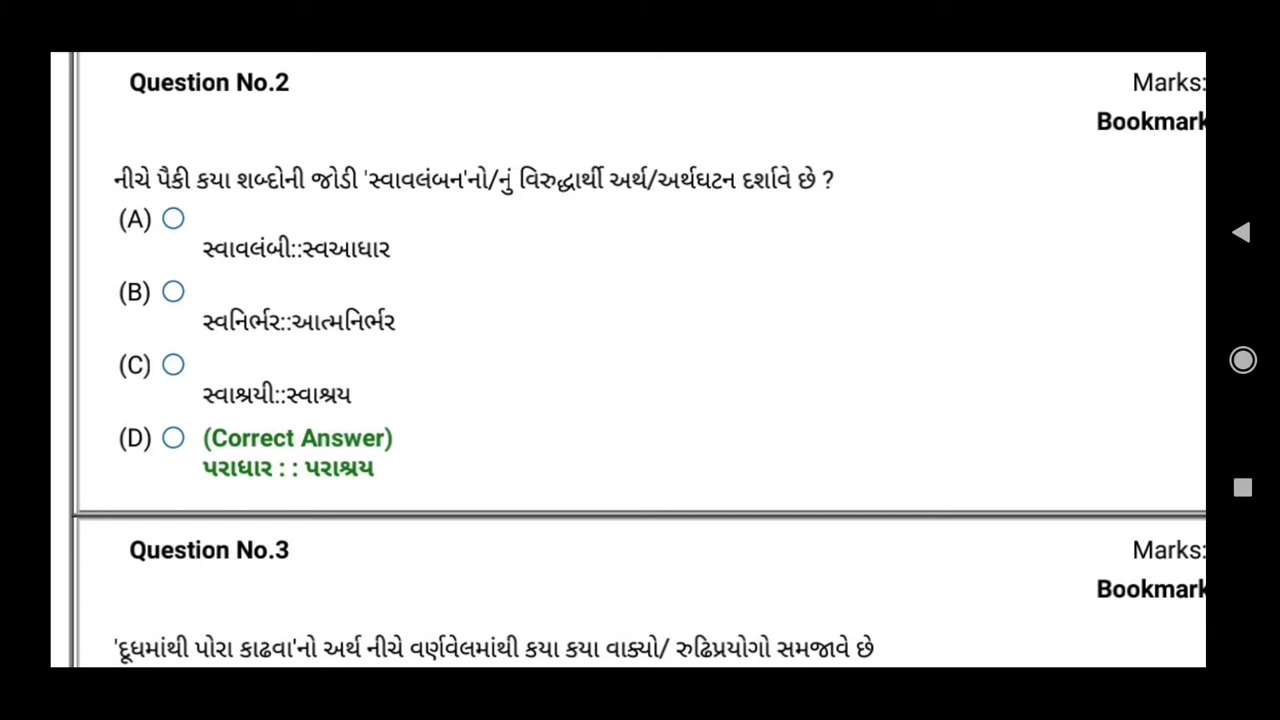 Question No.2
Marks:
Bookmark
નીચે પૈકી કયા શબ્દોની જોડી 'સ્વાવલંબન'નો/નું વિરુદ્ધાર્થી અર્થ/અર્થઘટન દર્શાવે છે ?
(A)
સ્વાવલંબી::સ્વઆધાર
(B)
સ્વનિર્ભર::આત્મનિર્ભર
(C)
સ્વાશ્રયી::સ્વાશ્રય
(D) (Correct Answer)
પરાધાર : : પરાશ્રય
Question No.3
Marks:
Bookmark
'દૂધમાંથી પોરા કાઢવા'નો અર્થ નીચે વર્ણવેલમાંથી કયા કયા વાક્યો/ રુઢિપ્રયોગો સમજાવે છે